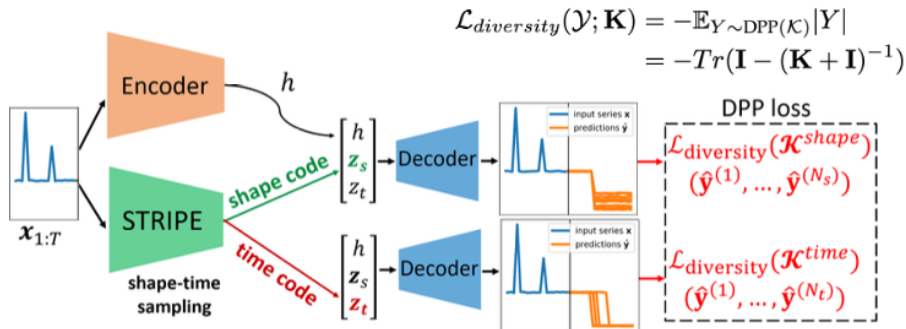 ℒ_diversity(𝒴; K) = −𝔼_{Y∼DPP(𝒦)}|Y|
= −Tr(I − (K + I)^{−1})
Encoder
h
DPP loss
input series x
predictions ŷ
h
z_s
z_t
Decoder
ℒ_diversity(𝒦^{shape})
(ŷ^{(1)}, ..., ŷ^{(N_s)})
shape code
STRIPE
x_{1:T}
time code
shape-time
sampling
h
z_s
z_t
Decoder
input series x
predictions ŷ
ℒ_diversity(𝒦^{time})
(ŷ^{(1)}, ..., ŷ^{(N_t)})